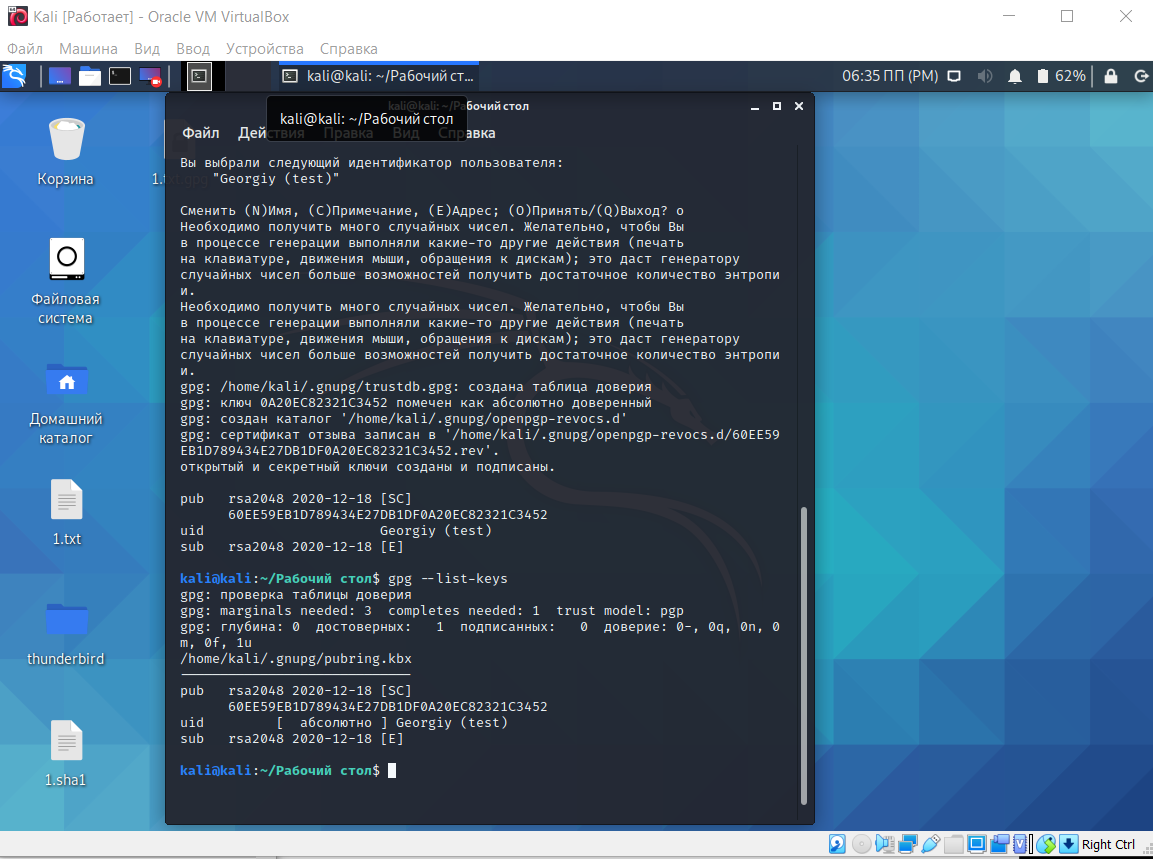 Kali [Работает] - Oracle VM VirtualBox
Файл Машина Вид Ввод Устройства Справка
kali@kali: ~/Рабочий ст...
06:35 ПП (PM)
62%
kali@kali: ~/Рабочий стол
kali@kali: ~/Рабочий стол
Файл Действия Правка Вид Справка
Корзина
1.txt.gpg
Файловая
система
Домашний
каталог
1.txt
thunderbird
1.sha1
Вы выбрали следующий идентификатор пользователя:
"Georgiy (test)"
Сменить (N)Имя, (C)Примечание, (E)Адрес; (O)Принять/(Q)Выход? o
Необходимо получить много случайных чисел. Желательно, чтобы Вы
в процессе генерации выполняли какие-то другие действия (печать
на клавиатуре, движения мыши, обращения к дискам); это даст генератору
случайных чисел больше возможностей получить достаточное количество энтропи
и.
Необходимо получить много случайных чисел. Желательно, чтобы Вы
в процессе генерации выполняли какие-то другие действия (печать
на клавиатуре, движения мыши, обращения к дискам); это даст генератору
случайных чисел больше возможностей получить достаточное количество энтропи
и.
gpg: /home/kali/.gnupg/trustdb.gpg: создана таблица доверия
gpg: ключ 0A20EC82321C3452 помечен как абсолютно доверенный
gpg: создан каталог '/home/kali/.gnupg/openpgp-revocs.d'
gpg: сертификат отзыва записан в '/home/kali/.gnupg/openpgp-revocs.d/60EE59
EB1D789434E27DB1DF0A20EC82321C3452.rev'.
открытый и секретный ключи созданы и подписаны.
pub rsa2048 2020-12-18 [SC]
60EE59EB1D789434E27DB1DF0A20EC82321C3452
uid Georgiy (test)
sub rsa2048 2020-12-18 [E]
kali@kali:~/Рабочий стол$ gpg --list-keys
gpg: проверка таблицы доверия
gpg: marginals needed: 3 completes needed: 1 trust model: pgp
gpg: глубина: 0 достоверных: 1 подписанных: 0 доверие: 0-, 0q, 0n, 0
m, 0f, 1u
/home/kali/.gnupg/pubring.kbx
-----------------------------
pub rsa2048 2020-12-18 [SC]
60EE59EB1D789434E27DB1DF0A20EC82321C3452
uid [ абсолютно ] Georgiy (test)
sub rsa2048 2020-12-18 [E]
kali@kali:~/Рабочий стол$
Right Ctrl